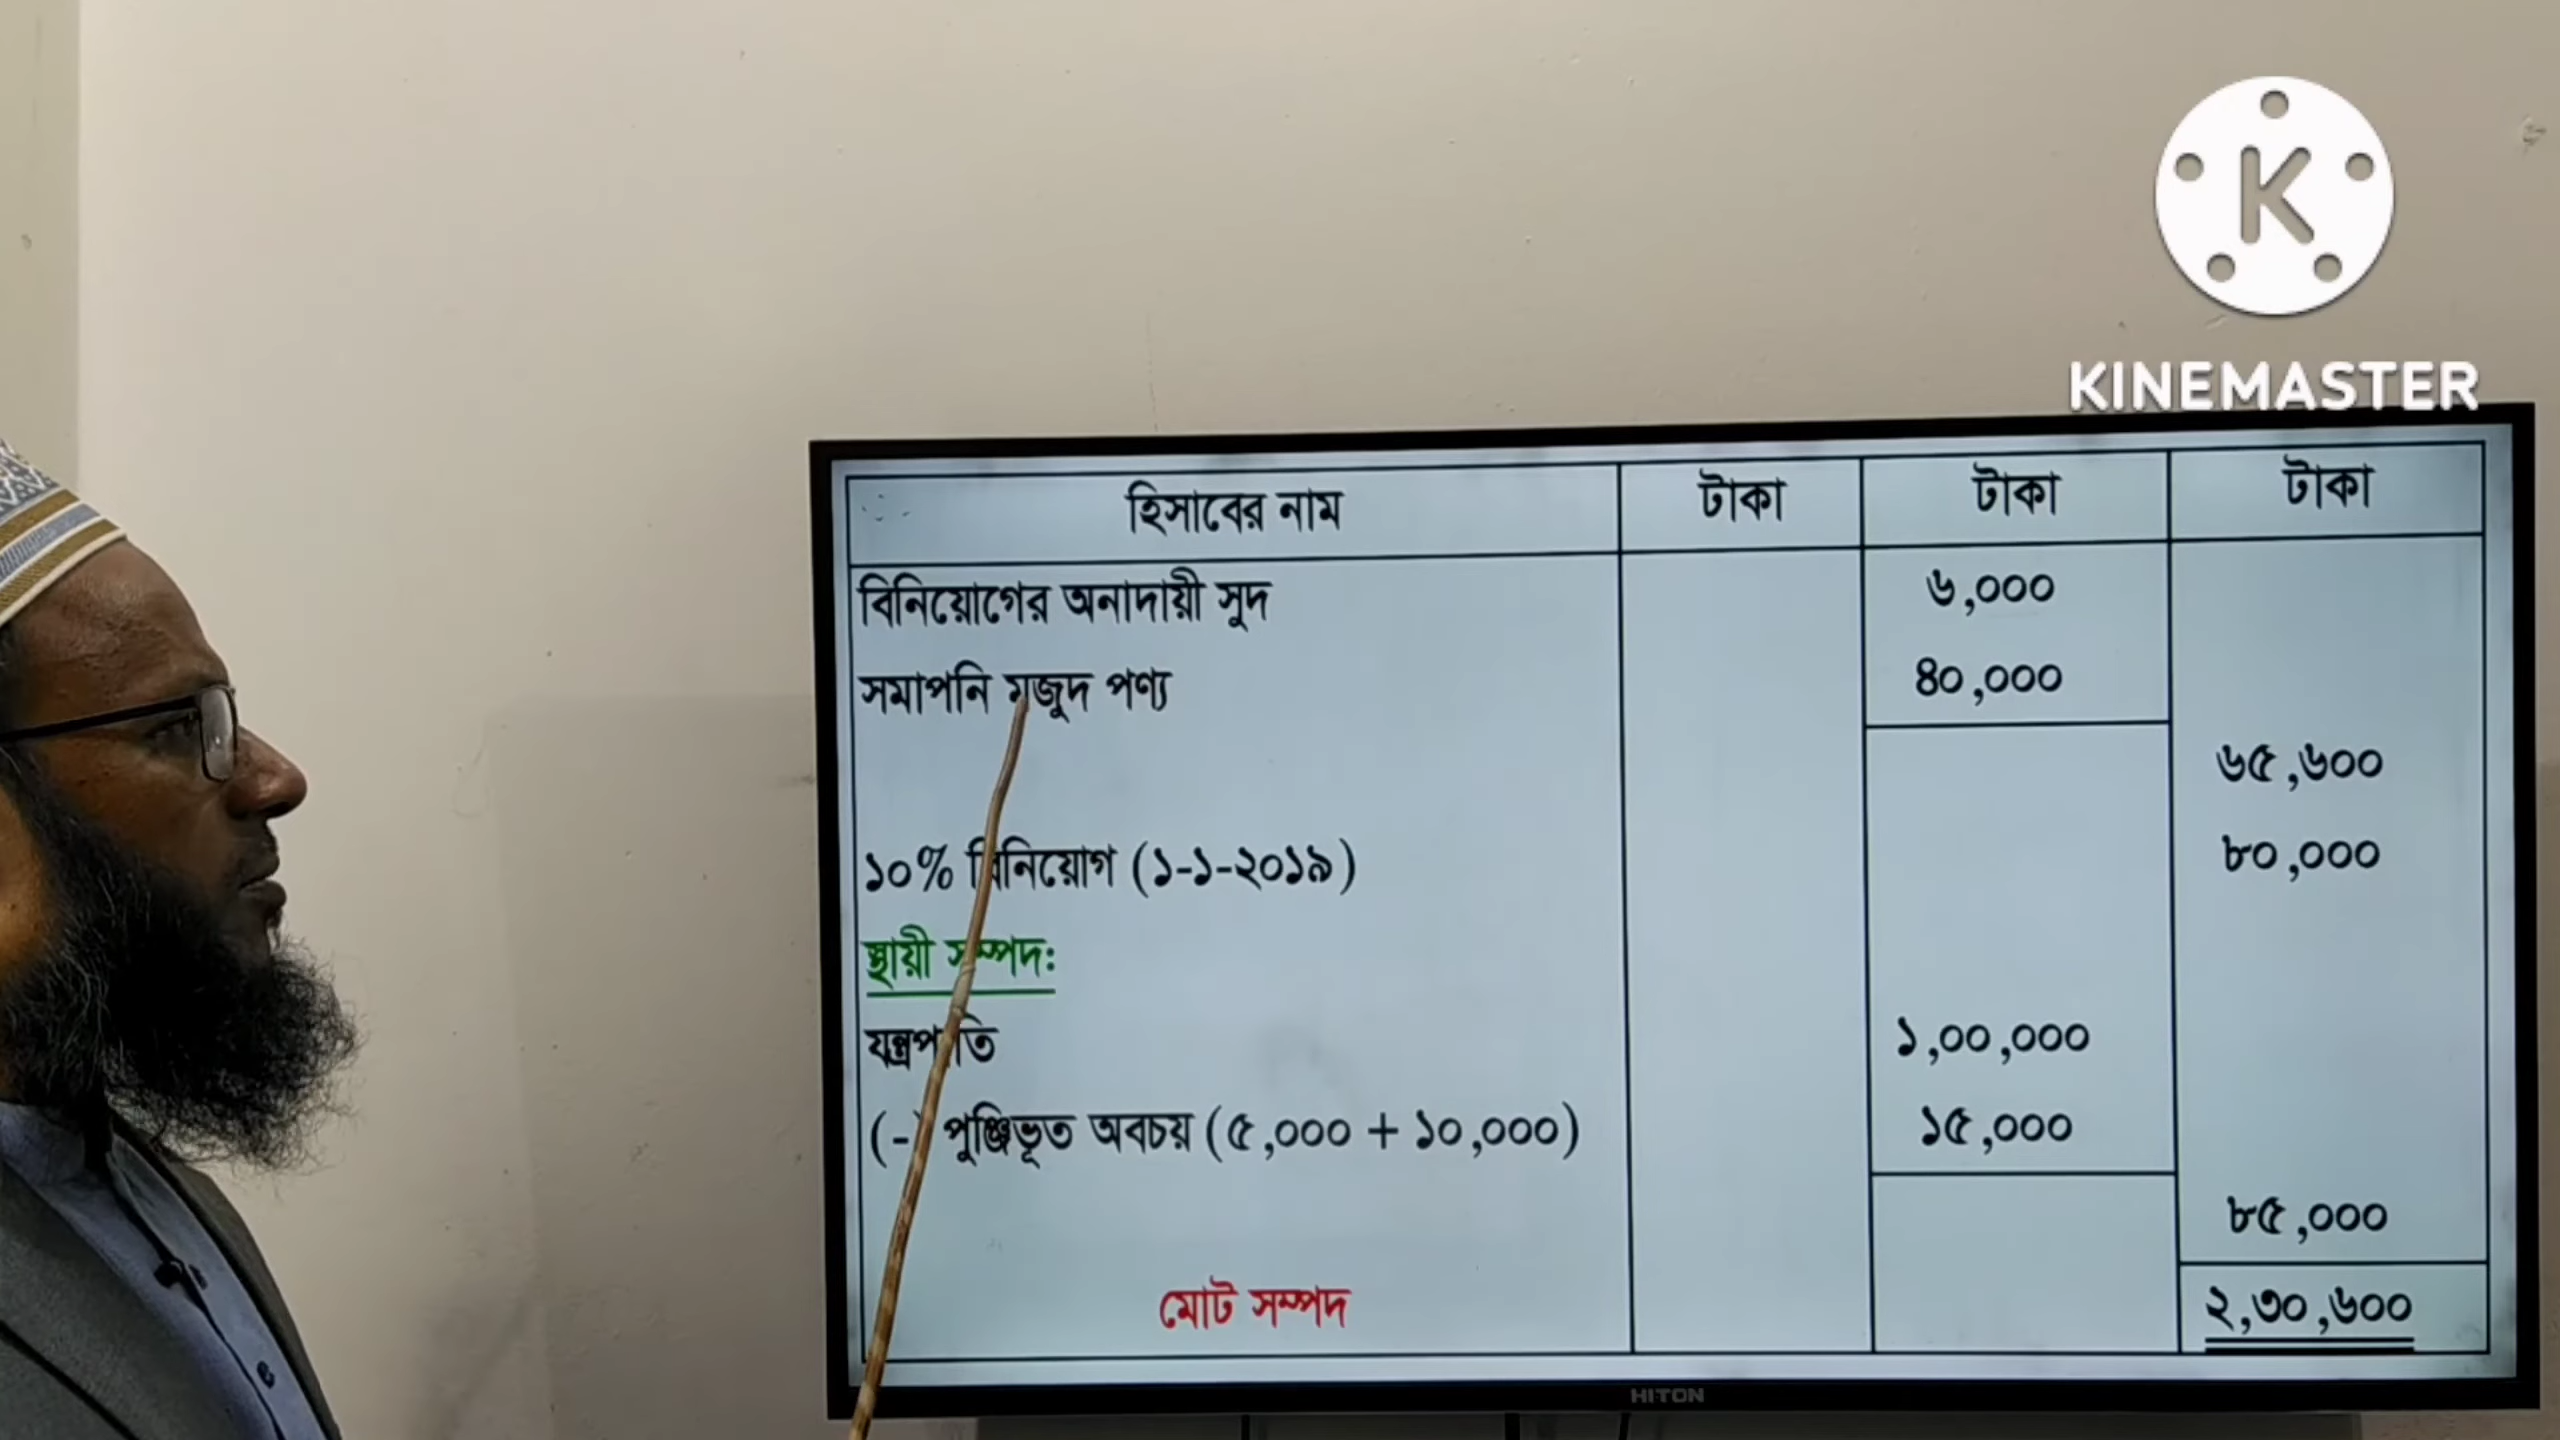 K
KINEMASTER
হিসাবের নাম টাকা টাকা টাকা
বিনিয়োগের অনাদায়ী সুদ ৬,০০০
সমাপনি মজুদ পণ্য ৪০,০০০
৬৫,৬০০
১০% বিনিয়োগ (১-১-২০১৯) ৮০,০০০
স্থায়ী সম্পদ:
যন্ত্রপাতি ১,০০,০০০
(-) পুঞ্জিভূত অবচয় (৫,০০০ + ১০,০০০) ১৫,০০০
৮৫,০০০
মোট সম্পদ ২,৩০,৬০০
HITON